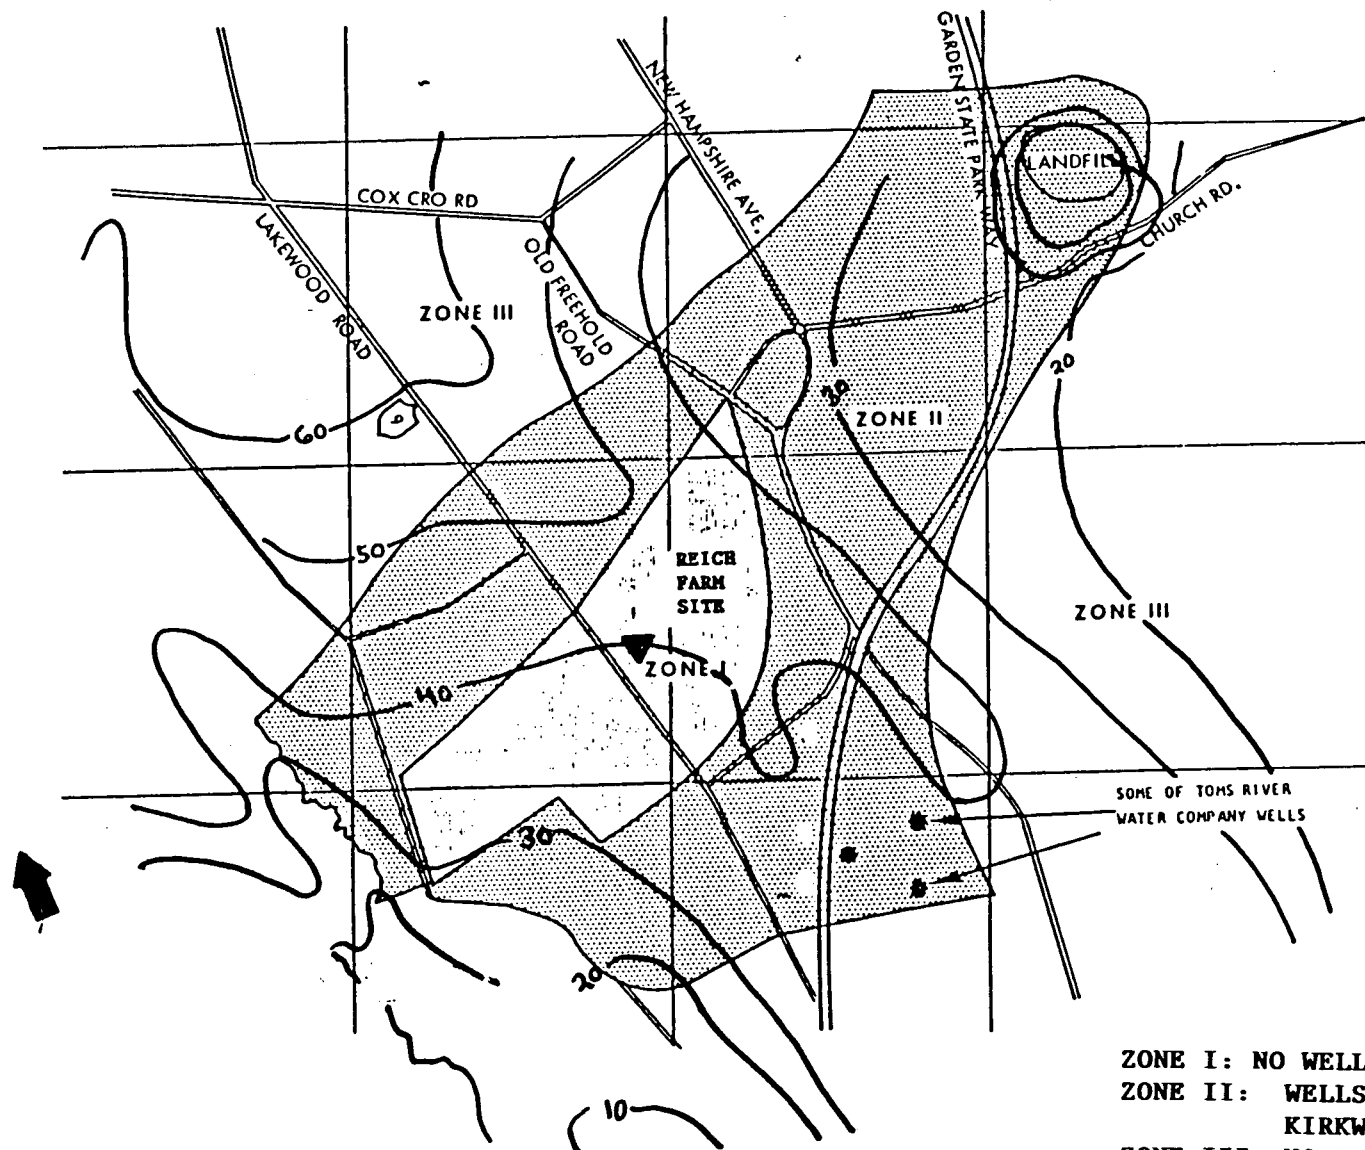 GARDEN STATE PARKWAY
NEW HAMPSHIRE AVE.
LANDFILL
COX CRO RD
CHURCH RD.
LAKEWOOD ROAD
OLD FREEHOLD
ROAD
ZONE III
20
30
9
60
ZONE II
50
REICH
FARM
SITE
ZONE III
ZONE I
40
SOME OF TOMS RIVER
WATER COMPANY WELLS
30
20
10
ZONE I: NO WELL
ZONE II: WELLS
KIRKW